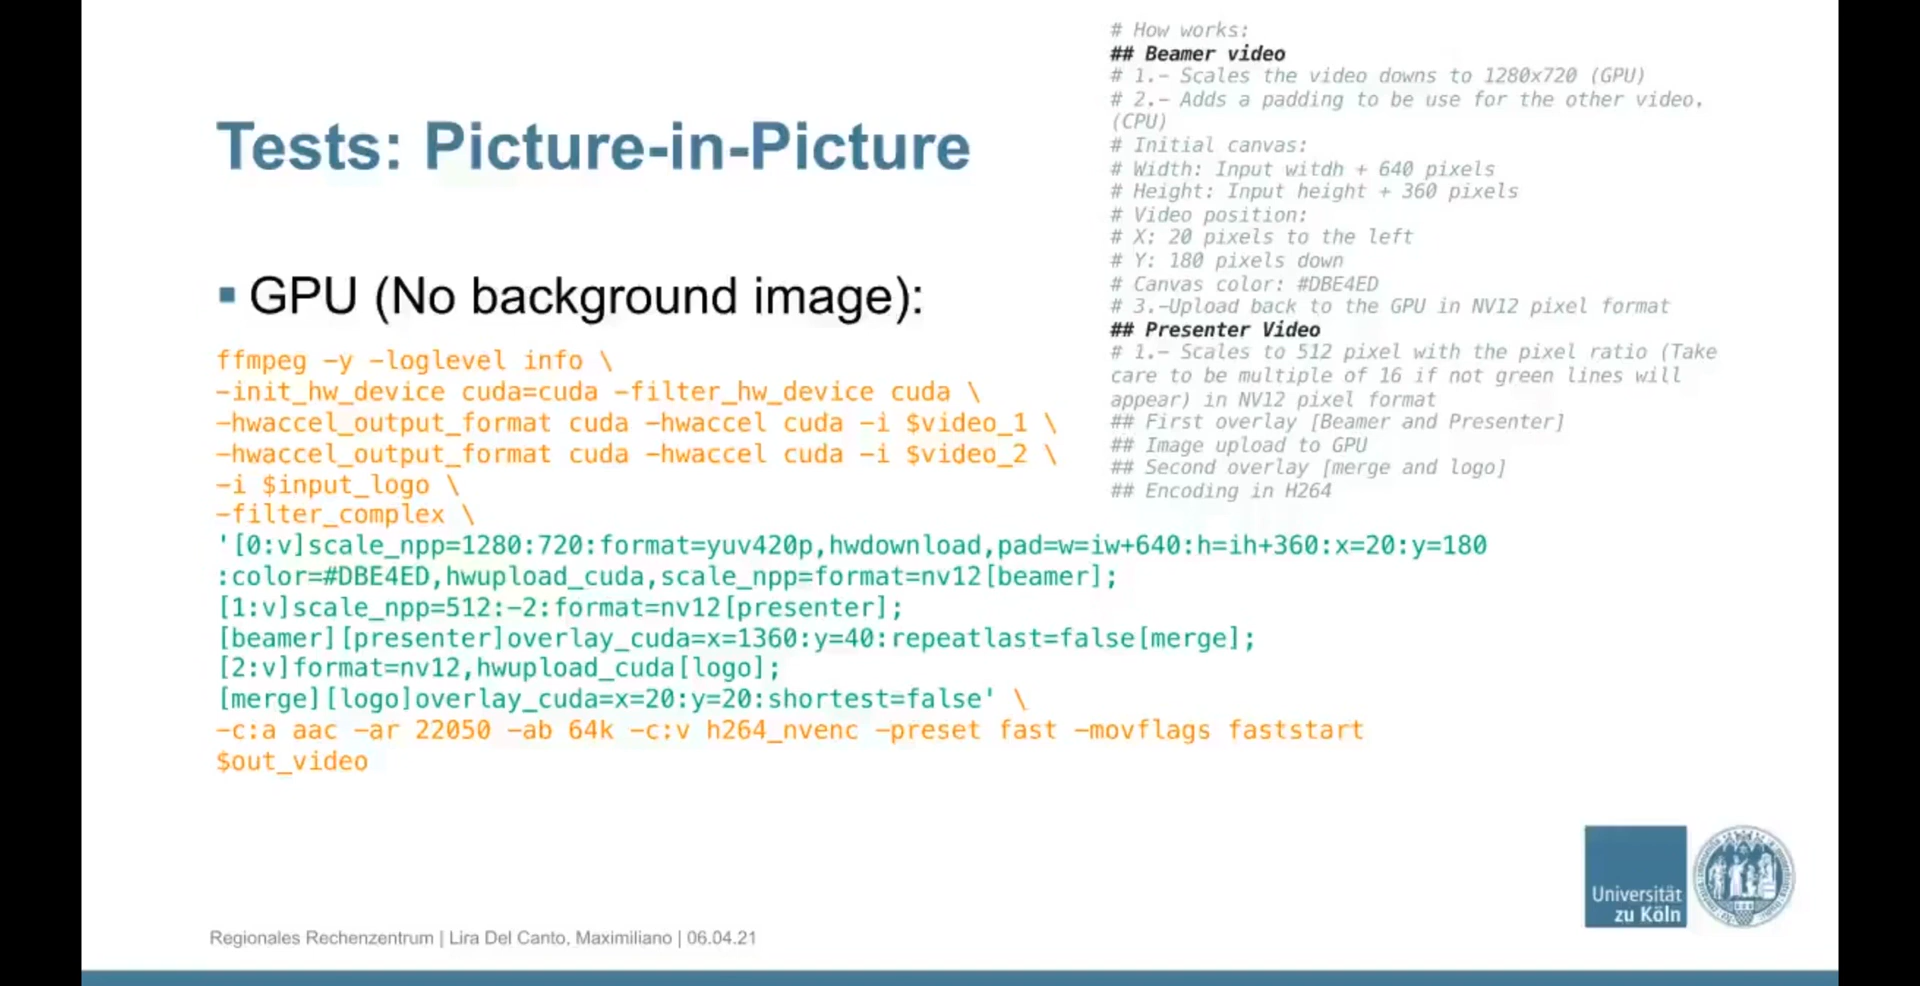 # How works:
## Beamer video
# 1.- Scales the video downs to 1280x720 (GPU)
# 2.- Adds a padding to be use for the other video.
(CPU)
# Initial canvas:
# Width: Input witdh + 640 pixels
# Height: Input height + 360 pixels
# Video position:
# X: 20 pixels to the left
# Y: 180 pixels down
# Canvas color: #DBE4ED
# 3.-Upload back to the GPU in NV12 pixel format
## Presenter Video
# 1.- Scales to 512 pixel with the pixel ratio (Take
care to be multiple of 16 if not green lines will
appear) in NV12 pixel format
## First overlay [Beamer and Presenter]
## Image upload to GPU
## Second overlay [merge and logo]
## Encoding in H264
Tests: Picture-in-Picture
▪ GPU (No background image):
ffmpeg -y -loglevel info \
-init_hw_device cuda=cuda -filter_hw_device cuda \
-hwaccel_output_format cuda -hwaccel cuda -i $video_1 \
-hwaccel_output_format cuda -hwaccel cuda -i $video_2 \
-i $input_logo \
-filter_complex \
'[0:v]scale_npp=1280:720:format=yuv420p,hwdownload,pad=w=iw+640:h=ih+360:x=20:y=180
:color=#DBE4ED,hwupload_cuda,scale_npp=format=nv12[beamer];
[1:v]scale_npp=512:-2:format=nv12[presenter];
[beamer][presenter]overlay_cuda=x=1360:y=40:repeatlast=false[merge];
[2:v]format=nv12,hwupload_cuda[logo];
[merge][logo]overlay_cuda=x=20:y=20:shortest=false' \
-c:a aac -ar 22050 -ab 64k -c:v h264_nvenc -preset fast -movflags faststart
$out_video
Universität
zu Köln
Regionales Rechenzentrum | Lira Del Canto, Maximiliano | 06.04.21